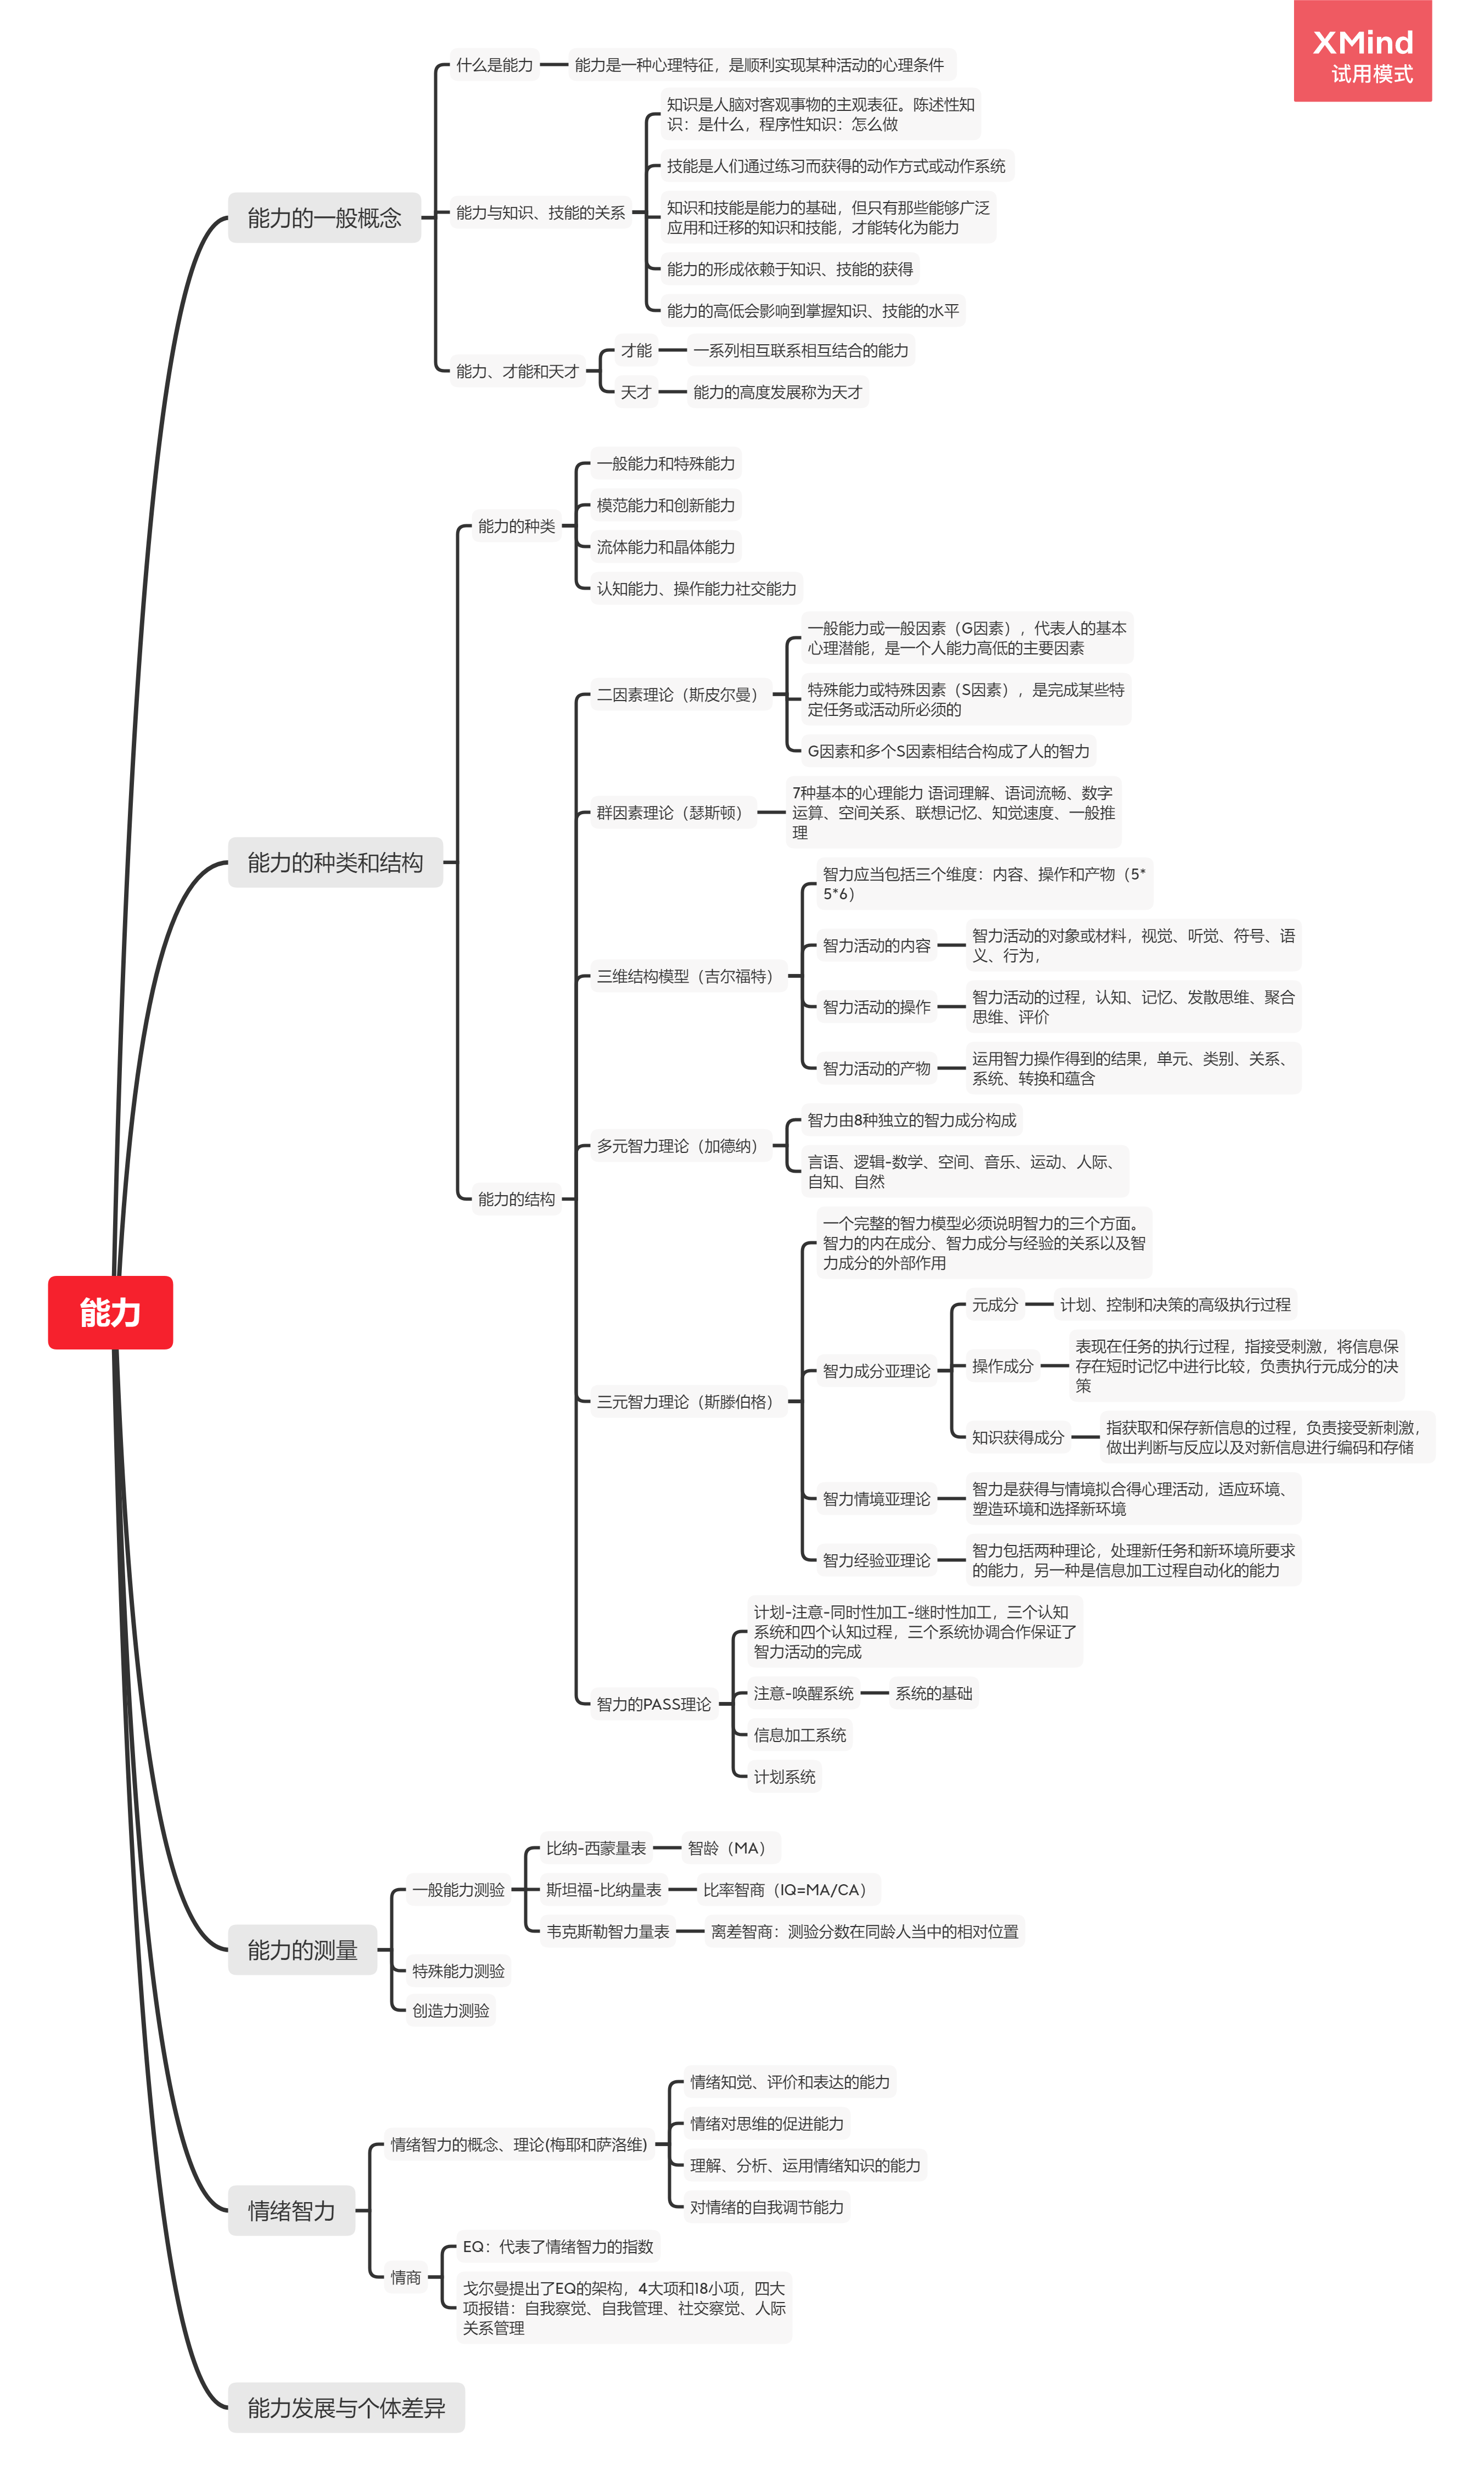 XMind
试用模式
能力
能力的一般概念
什么是能力
能力是一种心理特征，是顺利实现某种活动的心理条件
能力与知识、技能的关系
知识是人脑对客观事物的主观表征。陈述性知
识：是什么，程序性知识：怎么做
技能是人们通过练习而获得的动作方式或动作系统
知识和技能是能力的基础，但只有那些能够广泛
应用和迁移的知识和技能，才能转化为能力
能力的形成依赖于知识、技能的获得
能力的高低会影响到掌握知识、技能的水平
能力、才能和天才
才能
一系列相互联系相互结合的能力
天才
能力的高度发展称为天才
能力的种类和结构
能力的种类
一般能力和特殊能力
模范能力和创新能力
流体能力和晶体能力
认知能力、操作能力社交能力
能力的结构
二因素理论（斯皮尔曼）
一般能力或一般因素（G因素），代表人的基本
心理潜能，是一个人能力高低的主要因素
特殊能力或特殊因素（S因素），是完成某些特
定任务或活动所必须的
G因素和多个S因素相结合构成了人的智力
群因素理论（瑟斯顿）
7种基本的心理能力 语词理解、语词流畅、数字
运算、空间关系、联想记忆、知觉速度、一般推
理
三维结构模型（吉尔福特）
智力应当包括三个维度：内容、操作和产物（5*
5*6）
智力活动的内容
智力活动的对象或材料，视觉、听觉、符号、语
义、行为，
智力活动的操作
智力活动的过程，认知、记忆、发散思维、聚合
思维、评价
智力活动的产物
运用智力操作得到的结果，单元、类别、关系、
系统、转换和蕴含
多元智力理论（加德纳）
智力由8种独立的智力成分构成
言语、逻辑-数学、空间、音乐、运动、人际、
自知、自然
三元智力理论（斯滕伯格）
一个完整的智力模型必须说明智力的三个方面。
智力的内在成分、智力成分与经验的关系以及智
力成分的外部作用
智力成分亚理论
元成分
计划、控制和决策的高级执行过程
操作成分
表现在任务的执行过程，指接受刺激，将信息保
存在短时记忆中进行比较，负责执行元成分的决
策
知识获得成分
指获取和保存新信息的过程，负责接受新刺激，
做出判断与反应以及对新信息进行编码和存储
智力情境亚理论
智力是获得与情境拟合得心理活动，适应环境、
塑造环境和选择新环境
智力经验亚理论
智力包括两种理论，处理新任务和新环境所要求
的能力，另一种是信息加工过程自动化的能力
智力的PASS理论
计划-注意-同时性加工-继时性加工，三个认知
系统和四个认知过程，三个系统协调合作保证了
智力活动的完成
注意-唤醒系统
系统的基础
信息加工系统
计划系统
能力的测量
一般能力测验
比纳-西蒙量表
智龄（MA）
斯坦福-比纳量表
比率智商（IQ=MA/CA）
韦克斯勒智力量表
离差智商：测验分数在同龄人当中的相对位置
特殊能力测验
创造力测验
情绪智力
情绪智力的概念、理论(梅耶和萨洛维)
情绪知觉、评价和表达的能力
情绪对思维的促进能力
理解、分析、运用情绪知识的能力
对情绪的自我调节能力
情商
EQ：代表了情绪智力的指数
戈尔曼提出了EQ的架构，4大项和18小项，四大
项报错：自我察觉、自我管理、社交察觉、人际
关系管理
能力发展与个体差异